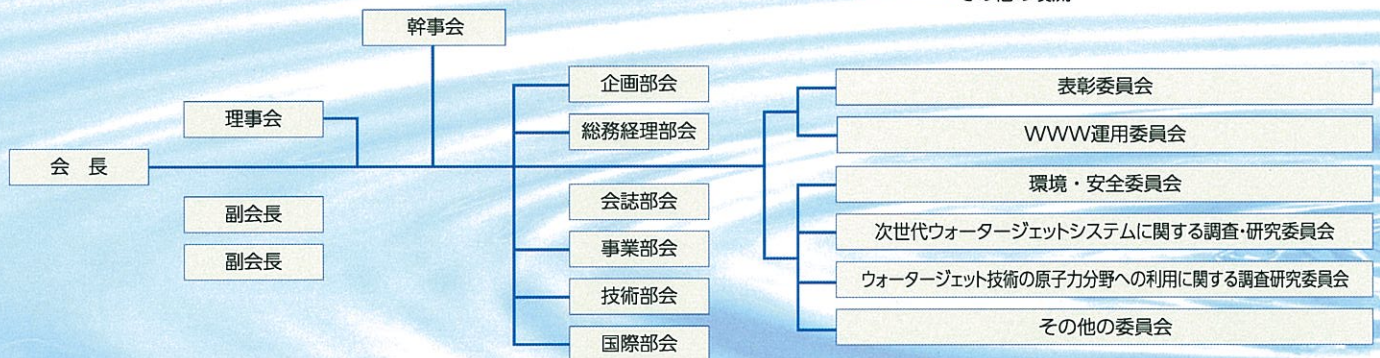 幹事会
理事会
会 長
副会長
副会長
企画部会
総務経理部会
会誌部会
事業部会
技術部会
国際部会
表彰委員会
WWW運用委員会
環境・安全委員会
次世代ウォータージェットシステムに関する調査・研究委員会
ウォータージェット技術の原子力分野への利用に関する調査研究委員会
その他の委員会